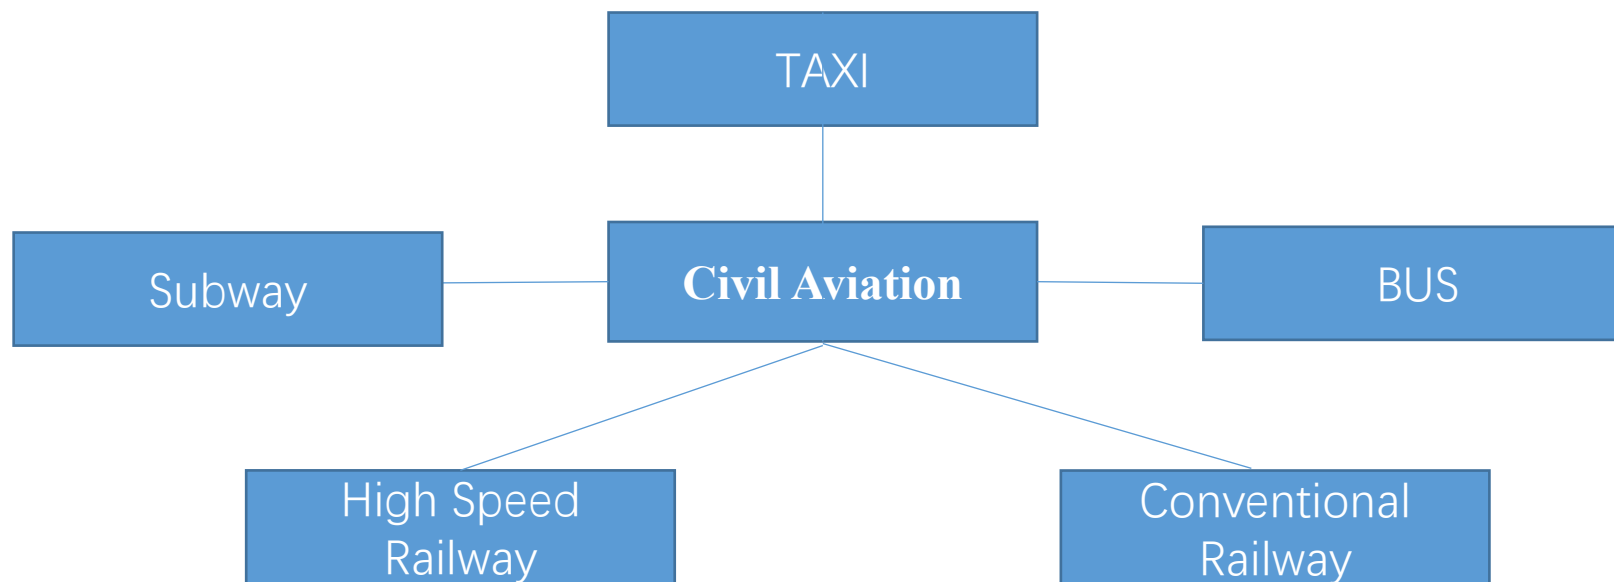 TAXI
Subway
Civil Aviation
BUS
High Speed
Railway
Conventional
Railway